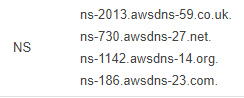 NS
ns-2013.awsdns-59.co.uk.
ns-730.awsdns-27.net.
ns-1142.awsdns-14.org.
ns-186.awsdns-23.com.